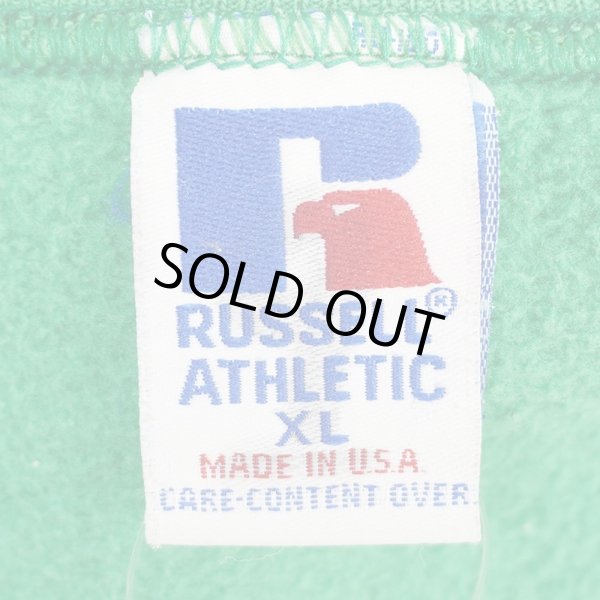 SOLD OUT
RUSSELL®
ATHLETIC
XL
MADE IN U.S.A.
CARE-CONTENT OVER